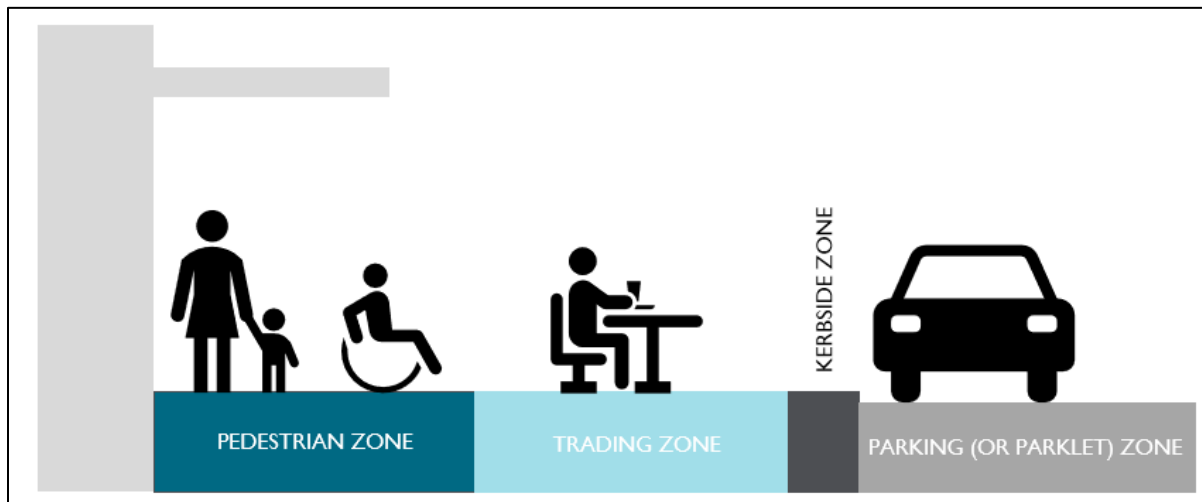 PEDESTRIAN ZONE
TRADING ZONE
KERBSIDE ZONE
PARKING (OR PARKLET) ZONE